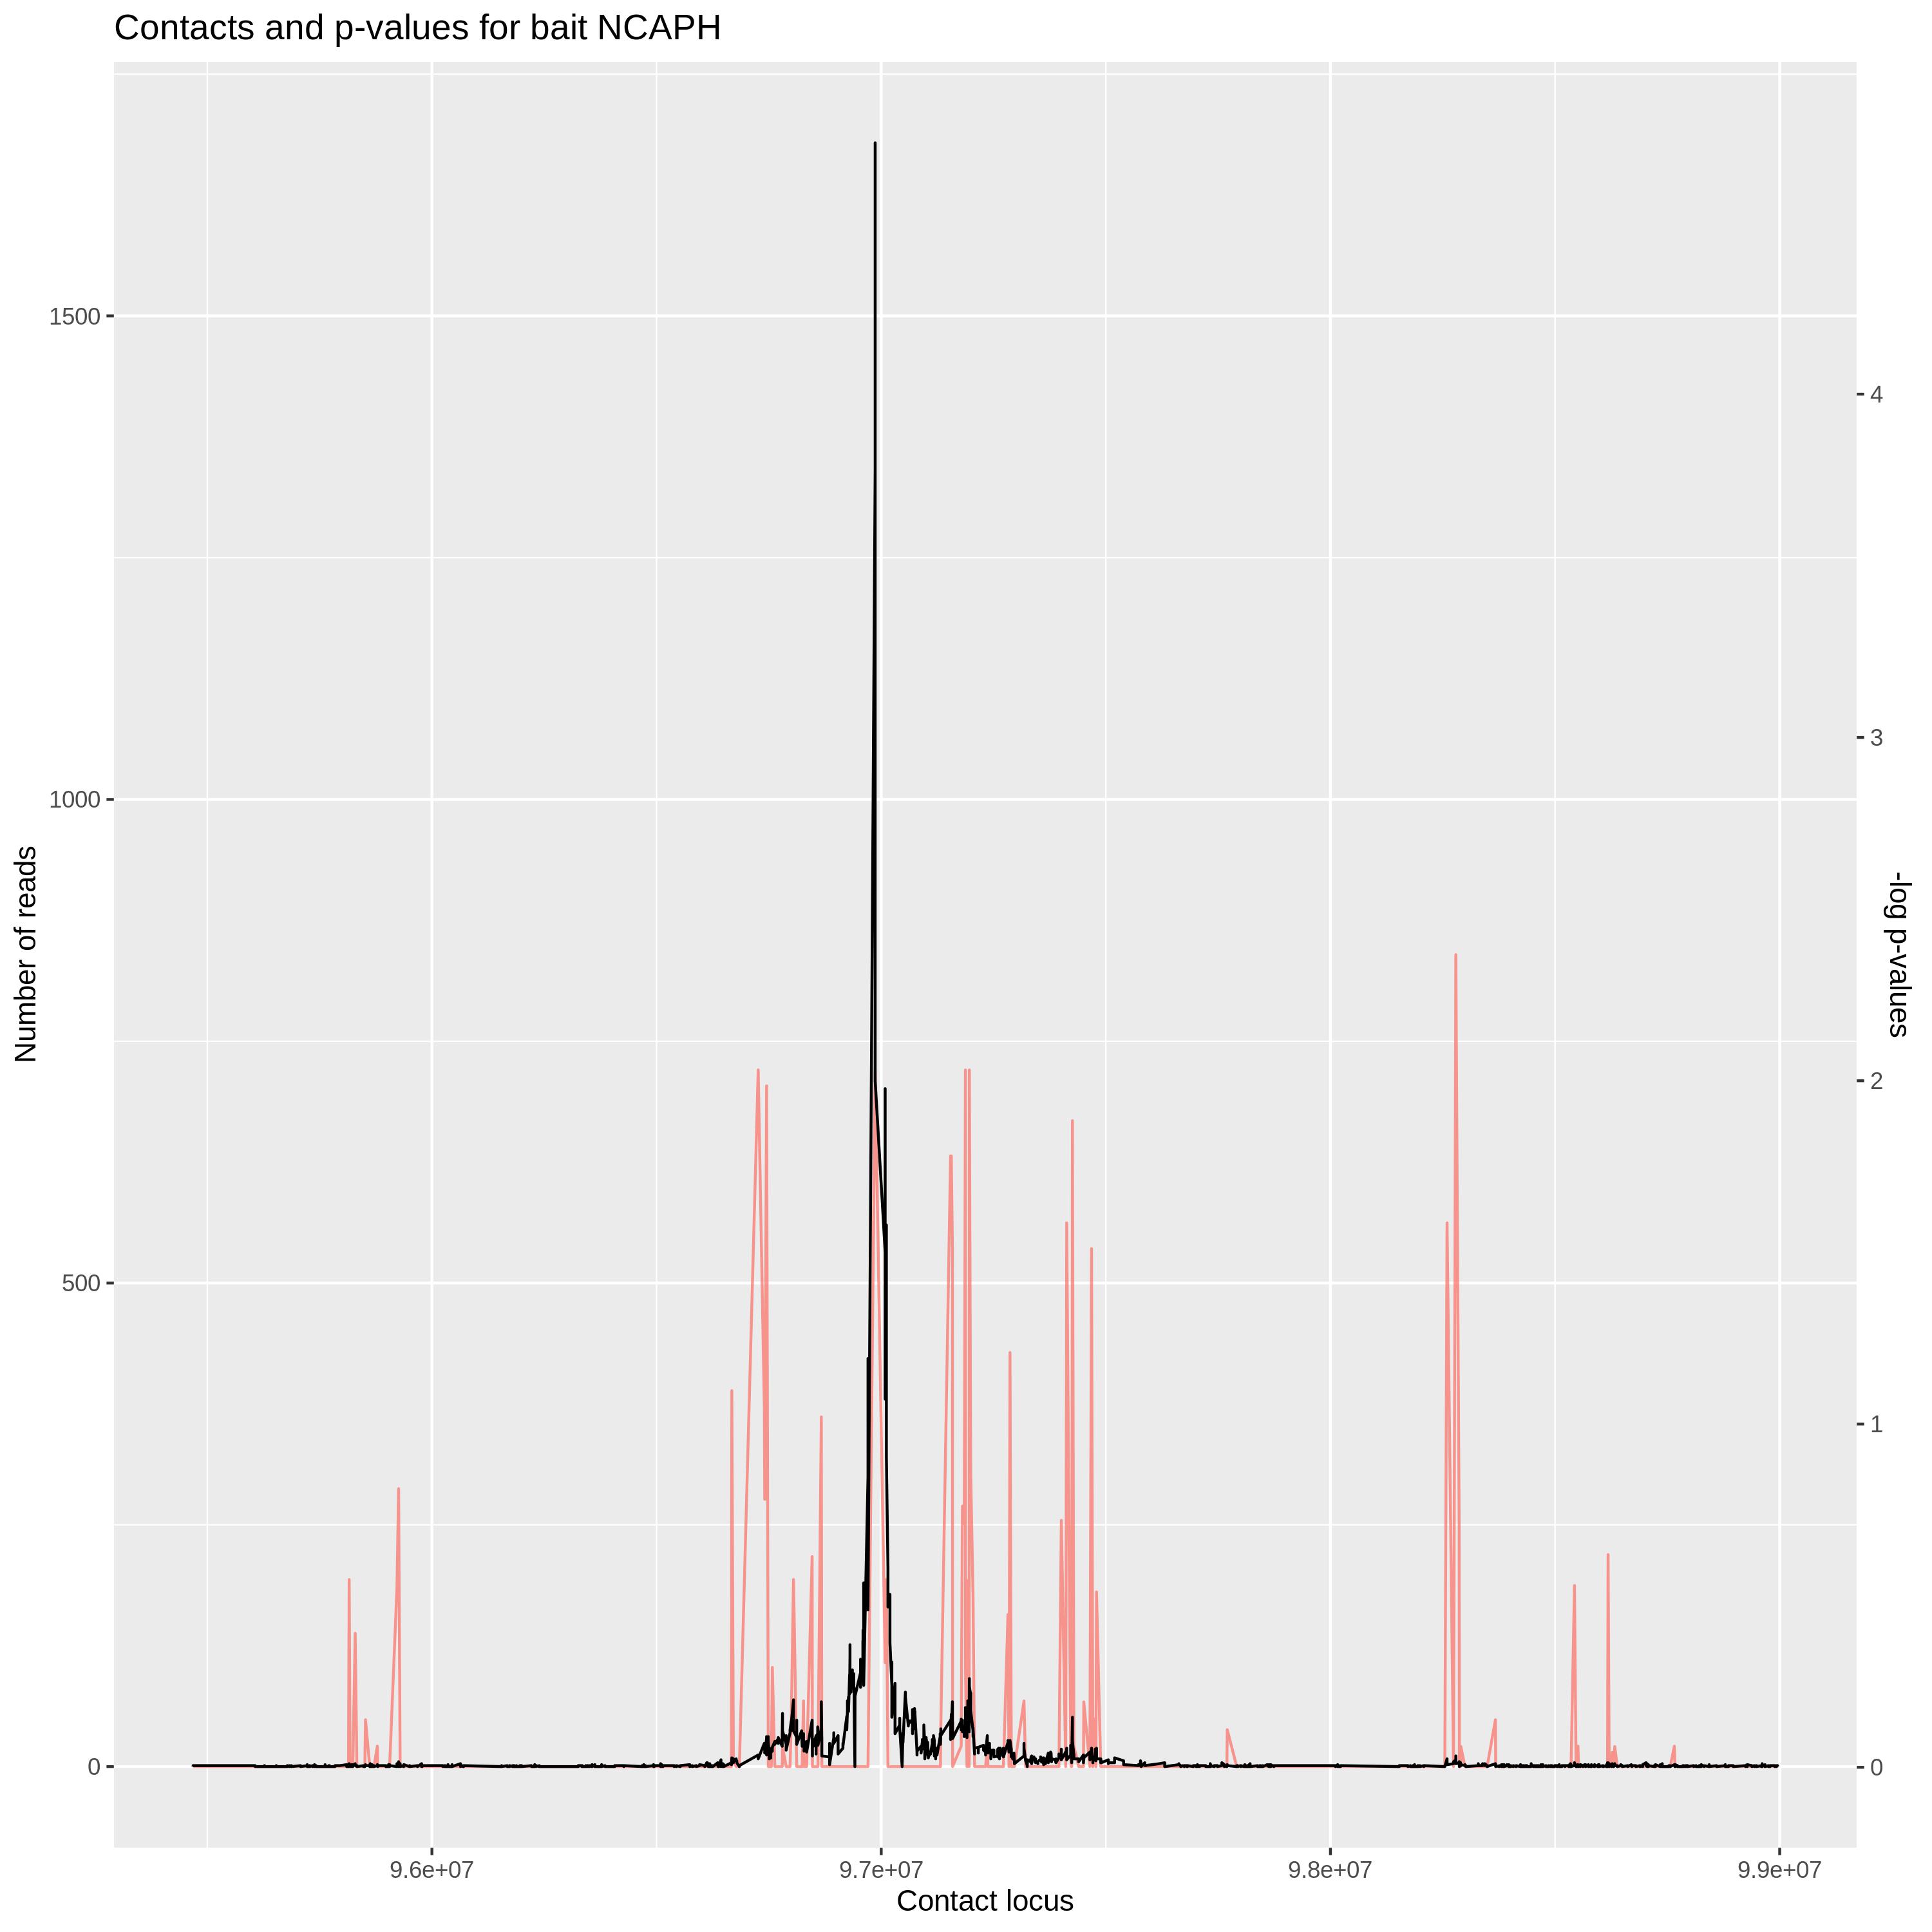 Contacts and p-values for bait NCAPH
Number of reads
1500
1000
500
0
4
3
2
1
0
-log p-values
9.6e+07
9.7e+07
9.8e+07
9.9e+07
Contact locus